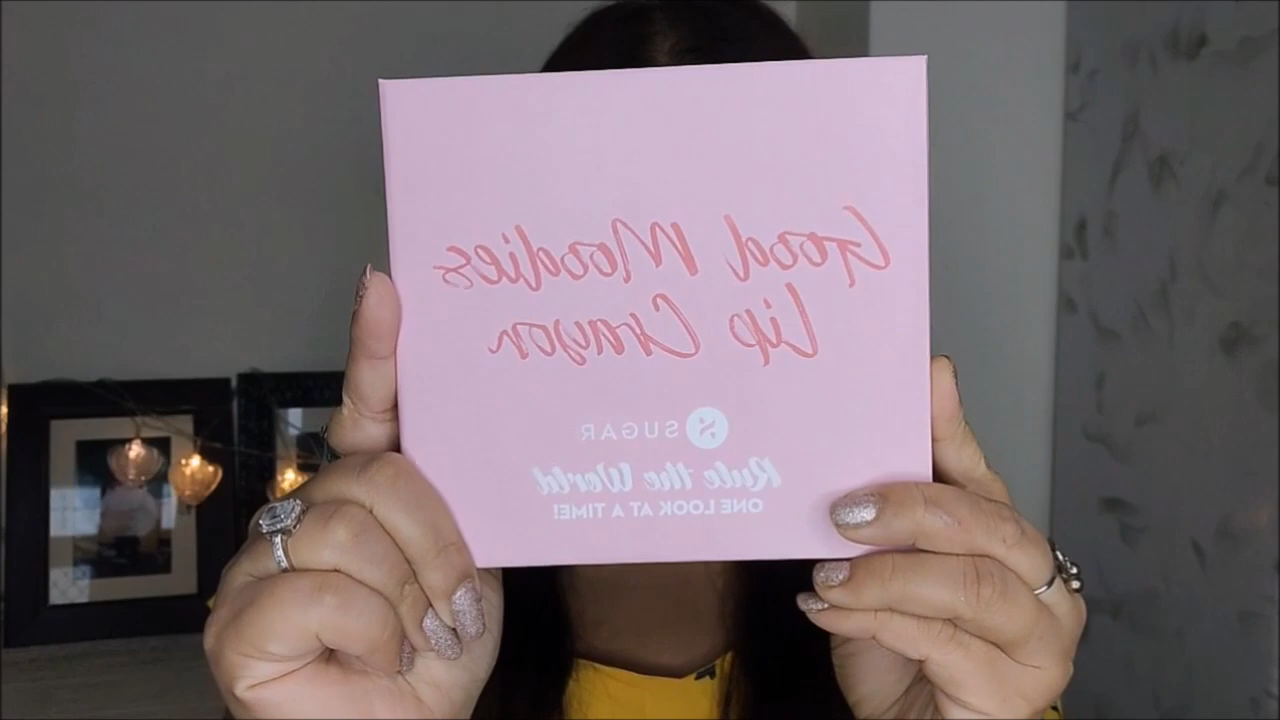 Good Moodies
Lip Crayon
SUGAR
Rule the World
ONE LOOK AT A TIME!